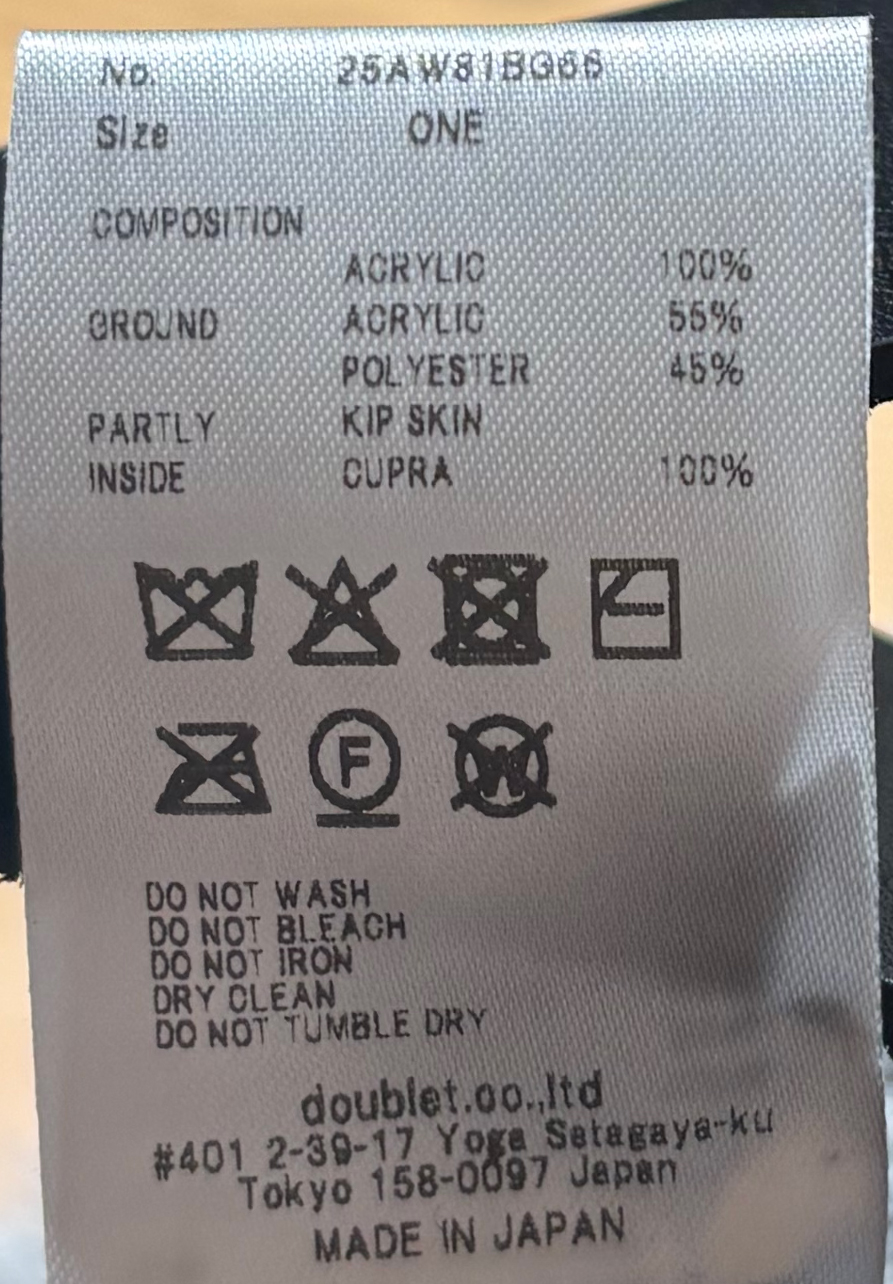 No. 25AW81BG66
Size ONE
COMPOSITION
ACRYLIC 100%
GROUND ACRYLIC 55%
POLYESTER 45%
PARTLY KIP SKIN
INSIDE CUPRA 100%
F W
DO NOT WASH
DO NOT BLEACH
DO NOT IRON
DRY CLEAN
DO NOT TUMBLE DRY
doublet.co.,ltd
#401 2-39-17 Yoga Setagaya-ku
Tokyo 158-0097 Japan
MADE IN JAPAN